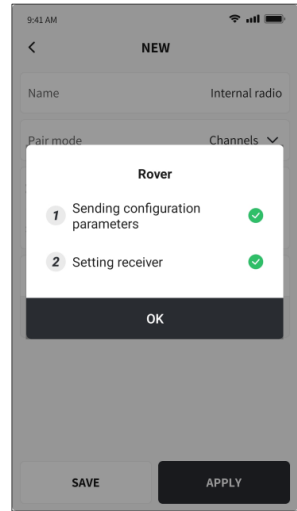 9:41 AM
NEW
Name Internal radio
Pair mode Channels
Rover
1 Sending configuration
parameters
2 Setting receiver
OK
SAVE APPLY